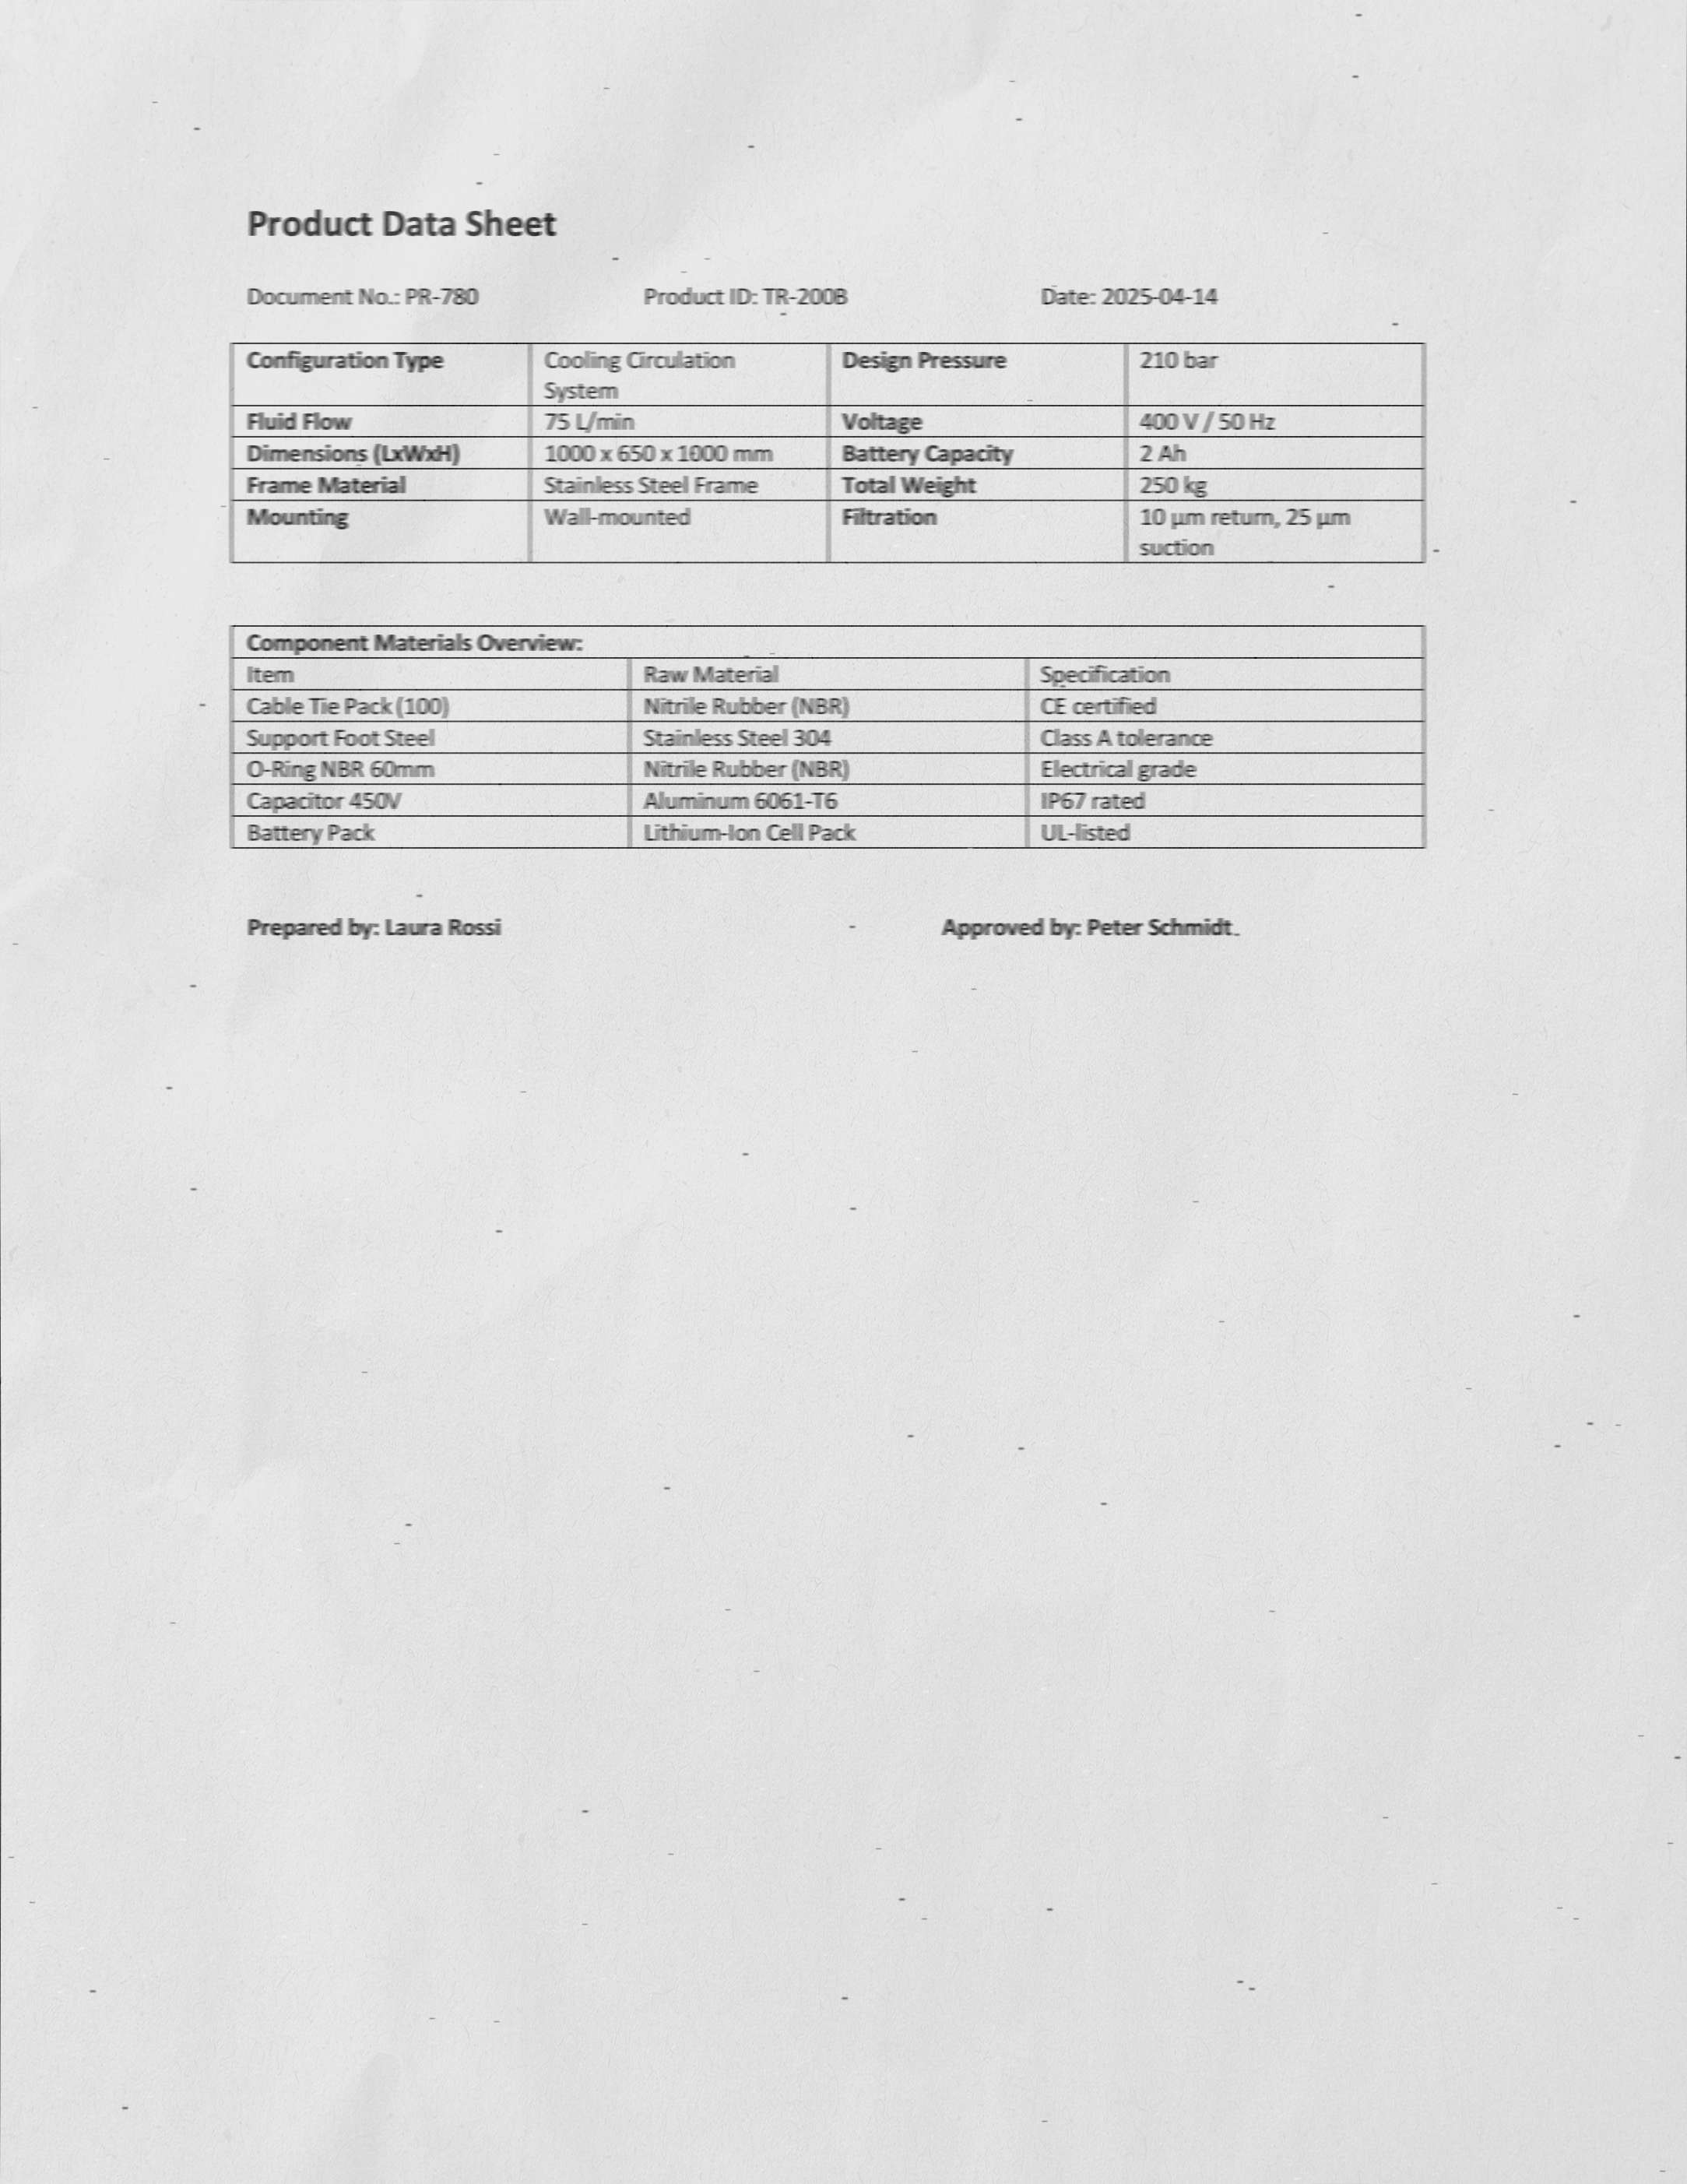 Product Data Sheet
Document No.: PR-780 Product ID: TR-200B Date: 2025-04-14
Configuration Type Cooling Circulation System Design Pressure 210 bar
Fluid Flow 75 L/min Voltage 400 V / 50 Hz
Dimensions (LxWxH) 1000 x 650 x 1000 mm Battery Capacity 2 Ah
Frame Material Stainless Steel Frame Total Weight 250 kg
Mounting Wall-mounted Filtration 10 µm return, 25 µm suction
Component Materials Overview:
Item Raw Material Specification
Cable Tie Pack (100) Nitrile Rubber (NBR) CE certified
Support Foot Steel Stainless Steel 304 Class A tolerance
O-Ring NBR 60mm Nitrile Rubber (NBR) Electrical grade
Capacitor 450V Aluminum 6061-T6 IP67 rated
Battery Pack Lithium-Ion Cell Pack UL-listed
Prepared by: Laura Rossi Approved by: Peter Schmidt